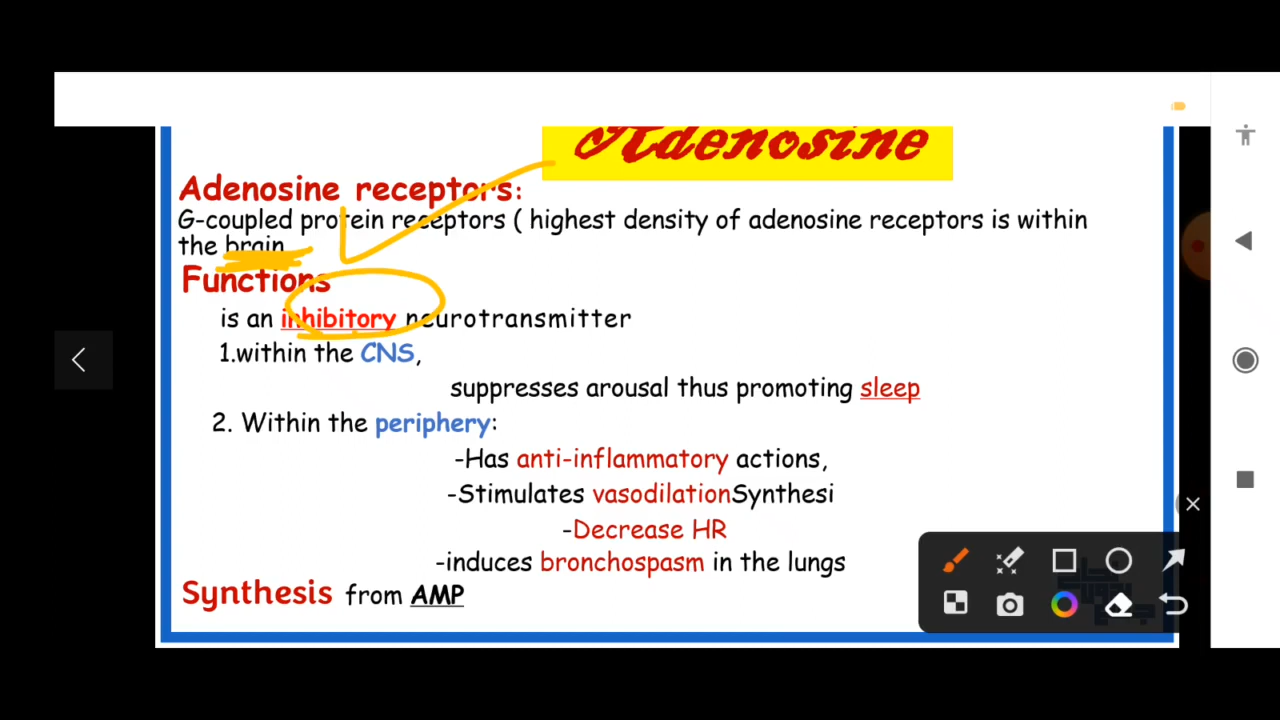 Adenosine
Adenosine receptors:
G-coupled protein receptors ( highest density of adenosine receptors is within
the brain
Functions
is an inhibitory neurotransmitter
1.within the CNS,
suppresses arousal thus promoting sleep
2. Within the periphery:
-Has anti-inflammatory actions,
-Stimulates vasodilationSynthesi
-Decrease HR
-induces bronchospasm in the lungs
Synthesis from AMP